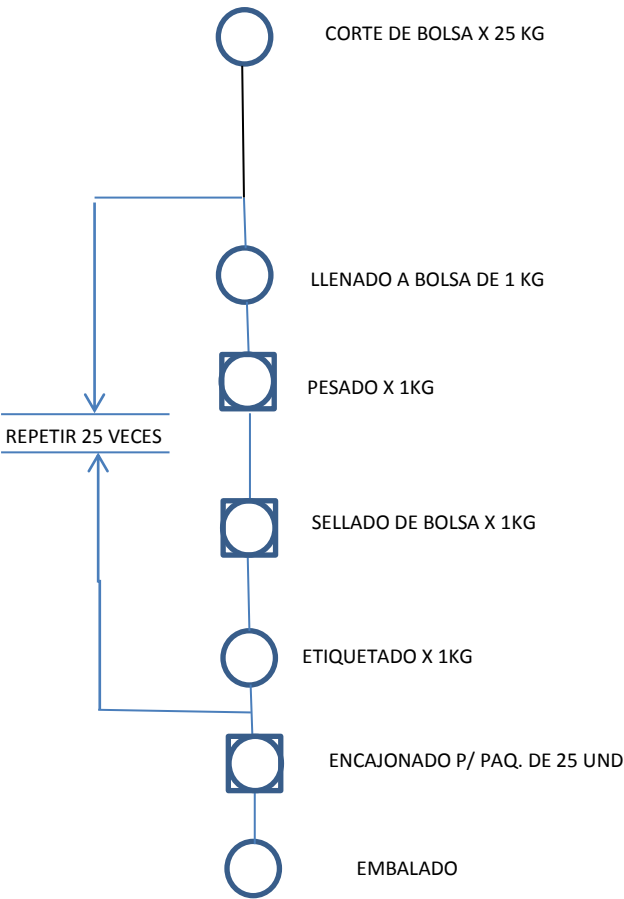 CORTE DE BOLSA X 25 KG
LLENADO A BOLSA DE 1 KG
PESADO X 1KG
REPETIR 25 VECES
SELLADO DE BOLSA X 1KG
ETIQUETADO X 1KG
ENCAJONADO P/ PAQ. DE 25 UND
EMBALADO